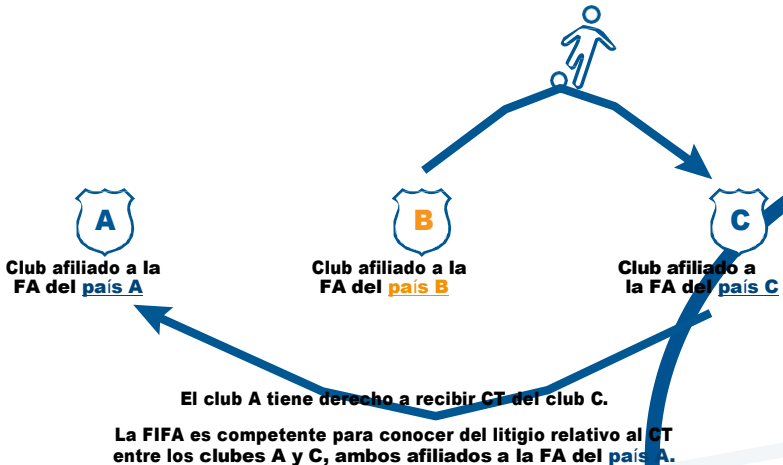 A
B
C
Club afiliado a la
FA del país A
Club afiliado a la
FA del país B
Club afiliado a
la FA del país C
El club A tiene derecho a recibir CT del club C.
La FIFA es competente para conocer del litigio relativo al CT
entre los clubes A y C, ambos afiliados a la FA del país A.